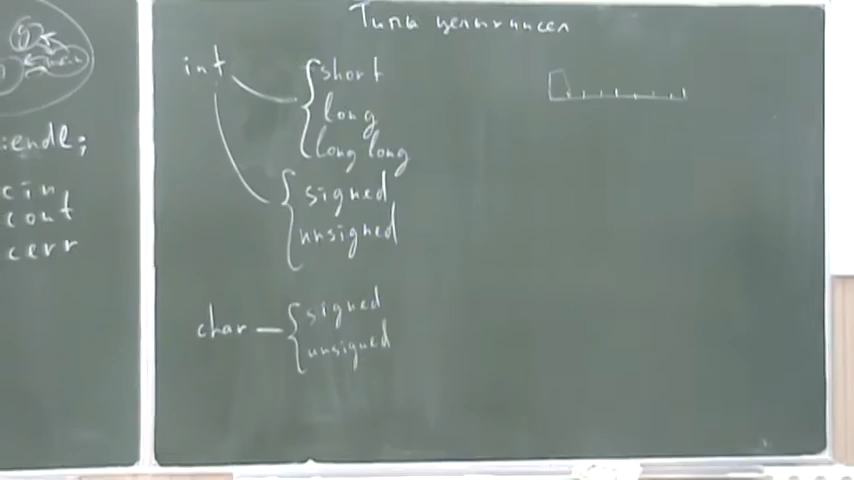 :endl;
cin,
cout
cerr
Типы целых чисел
int
short
long
long long
signed
unsigned
char
signed
unsigned